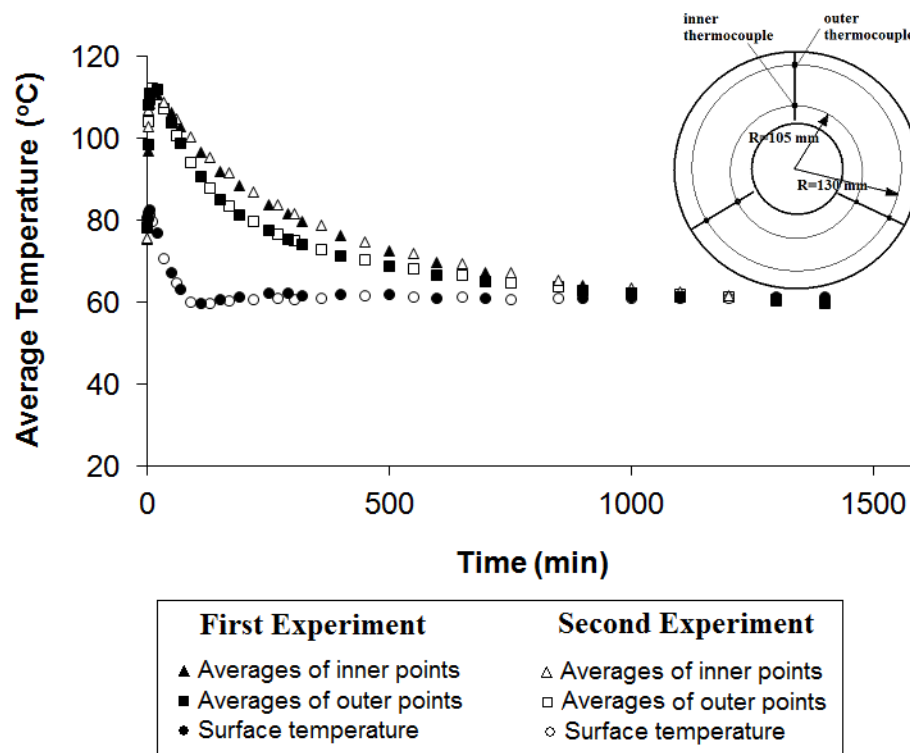 inner
thermocouple
outer
thermocouple
R=105 mm
R=130 mm
Average Temperature (°C)
120
100
80
60
40
20
0
500
1000
1500
Time (min)
First Experiment
▲ Averages of inner points
■ Averages of outer points
● Surface temperature
Second Experiment
△ Averages of inner points
□ Averages of outer points
○ Surface temperature